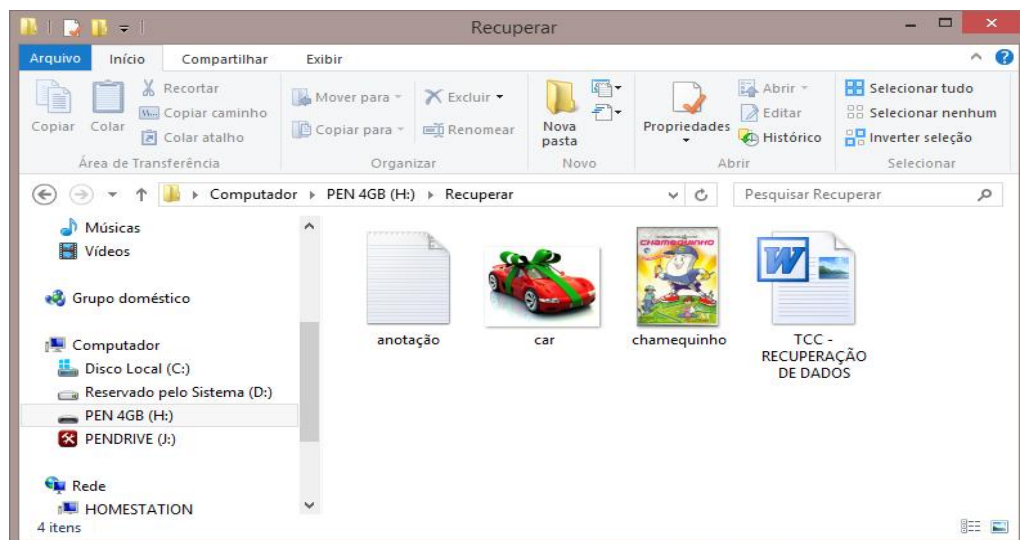 Recuperar
Arquivo Início Compartilhar Exibir
Copiar
Colar
Recortar
Copiar caminho
Colar atalho
Área de Transferência
Mover para
Copiar para
Excluir
Renomear
Organizar
Nova
pasta
Novo
Propriedades
Abrir
Editar
Histórico
Abrir
Selecionar tudo
Selecionar nenhum
Inverter seleção
Selecionar
Computador PEN 4GB (H:) Recuperar
Pesquisar Recuperar
Músicas
Vídeos
Grupo doméstico
Computador
Disco Local (C:)
Reservado pelo Sistema (D:)
PEN 4GB (H:)
PENDRIVE (J:)
Rede
HOMESTATION
anotação
car
CHAMEQUINHO
chamequinho
W
TCC -
RECUPERAÇÃO
DE DADOS
4 itens